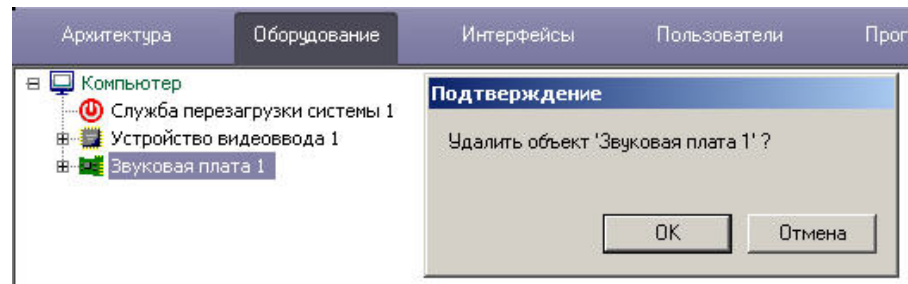 Архитектура Оборудование Интерфейсы Пользователи Прог
Компьютер
Подтверждение
Служба перезагрузки системы 1
Устройство видеоввода 1
Удалить объект 'Звуковая плата 1' ?
Звуковая плата 1
OK Отмена